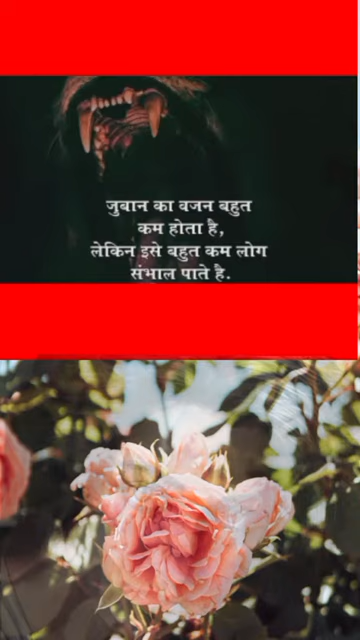 जुबान का वजन बहुत
कम होता है,
लेकिन इसे बहुत कम लोग
संभाल पाते है.